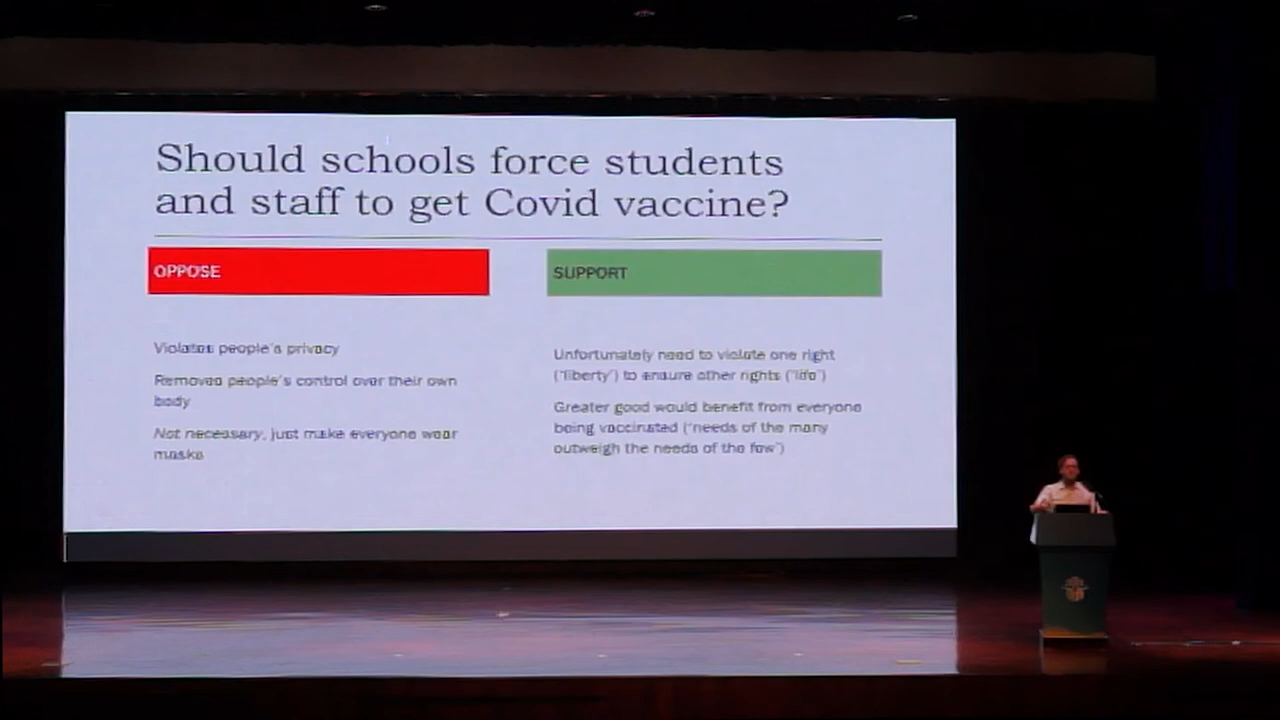 Should schools force students
and staff to get Covid vaccine?
OPPOSE
Violates people's privacy
Removes people's control over their own
body
Not necessary, just make everyone wear
masks
SUPPORT
Unfortunately need to violate one right
("liberty") to ensure other rights ("life")
Greater good would benefit from everyone
being vaccinated ("needs of the many
outweigh the needs of the few")